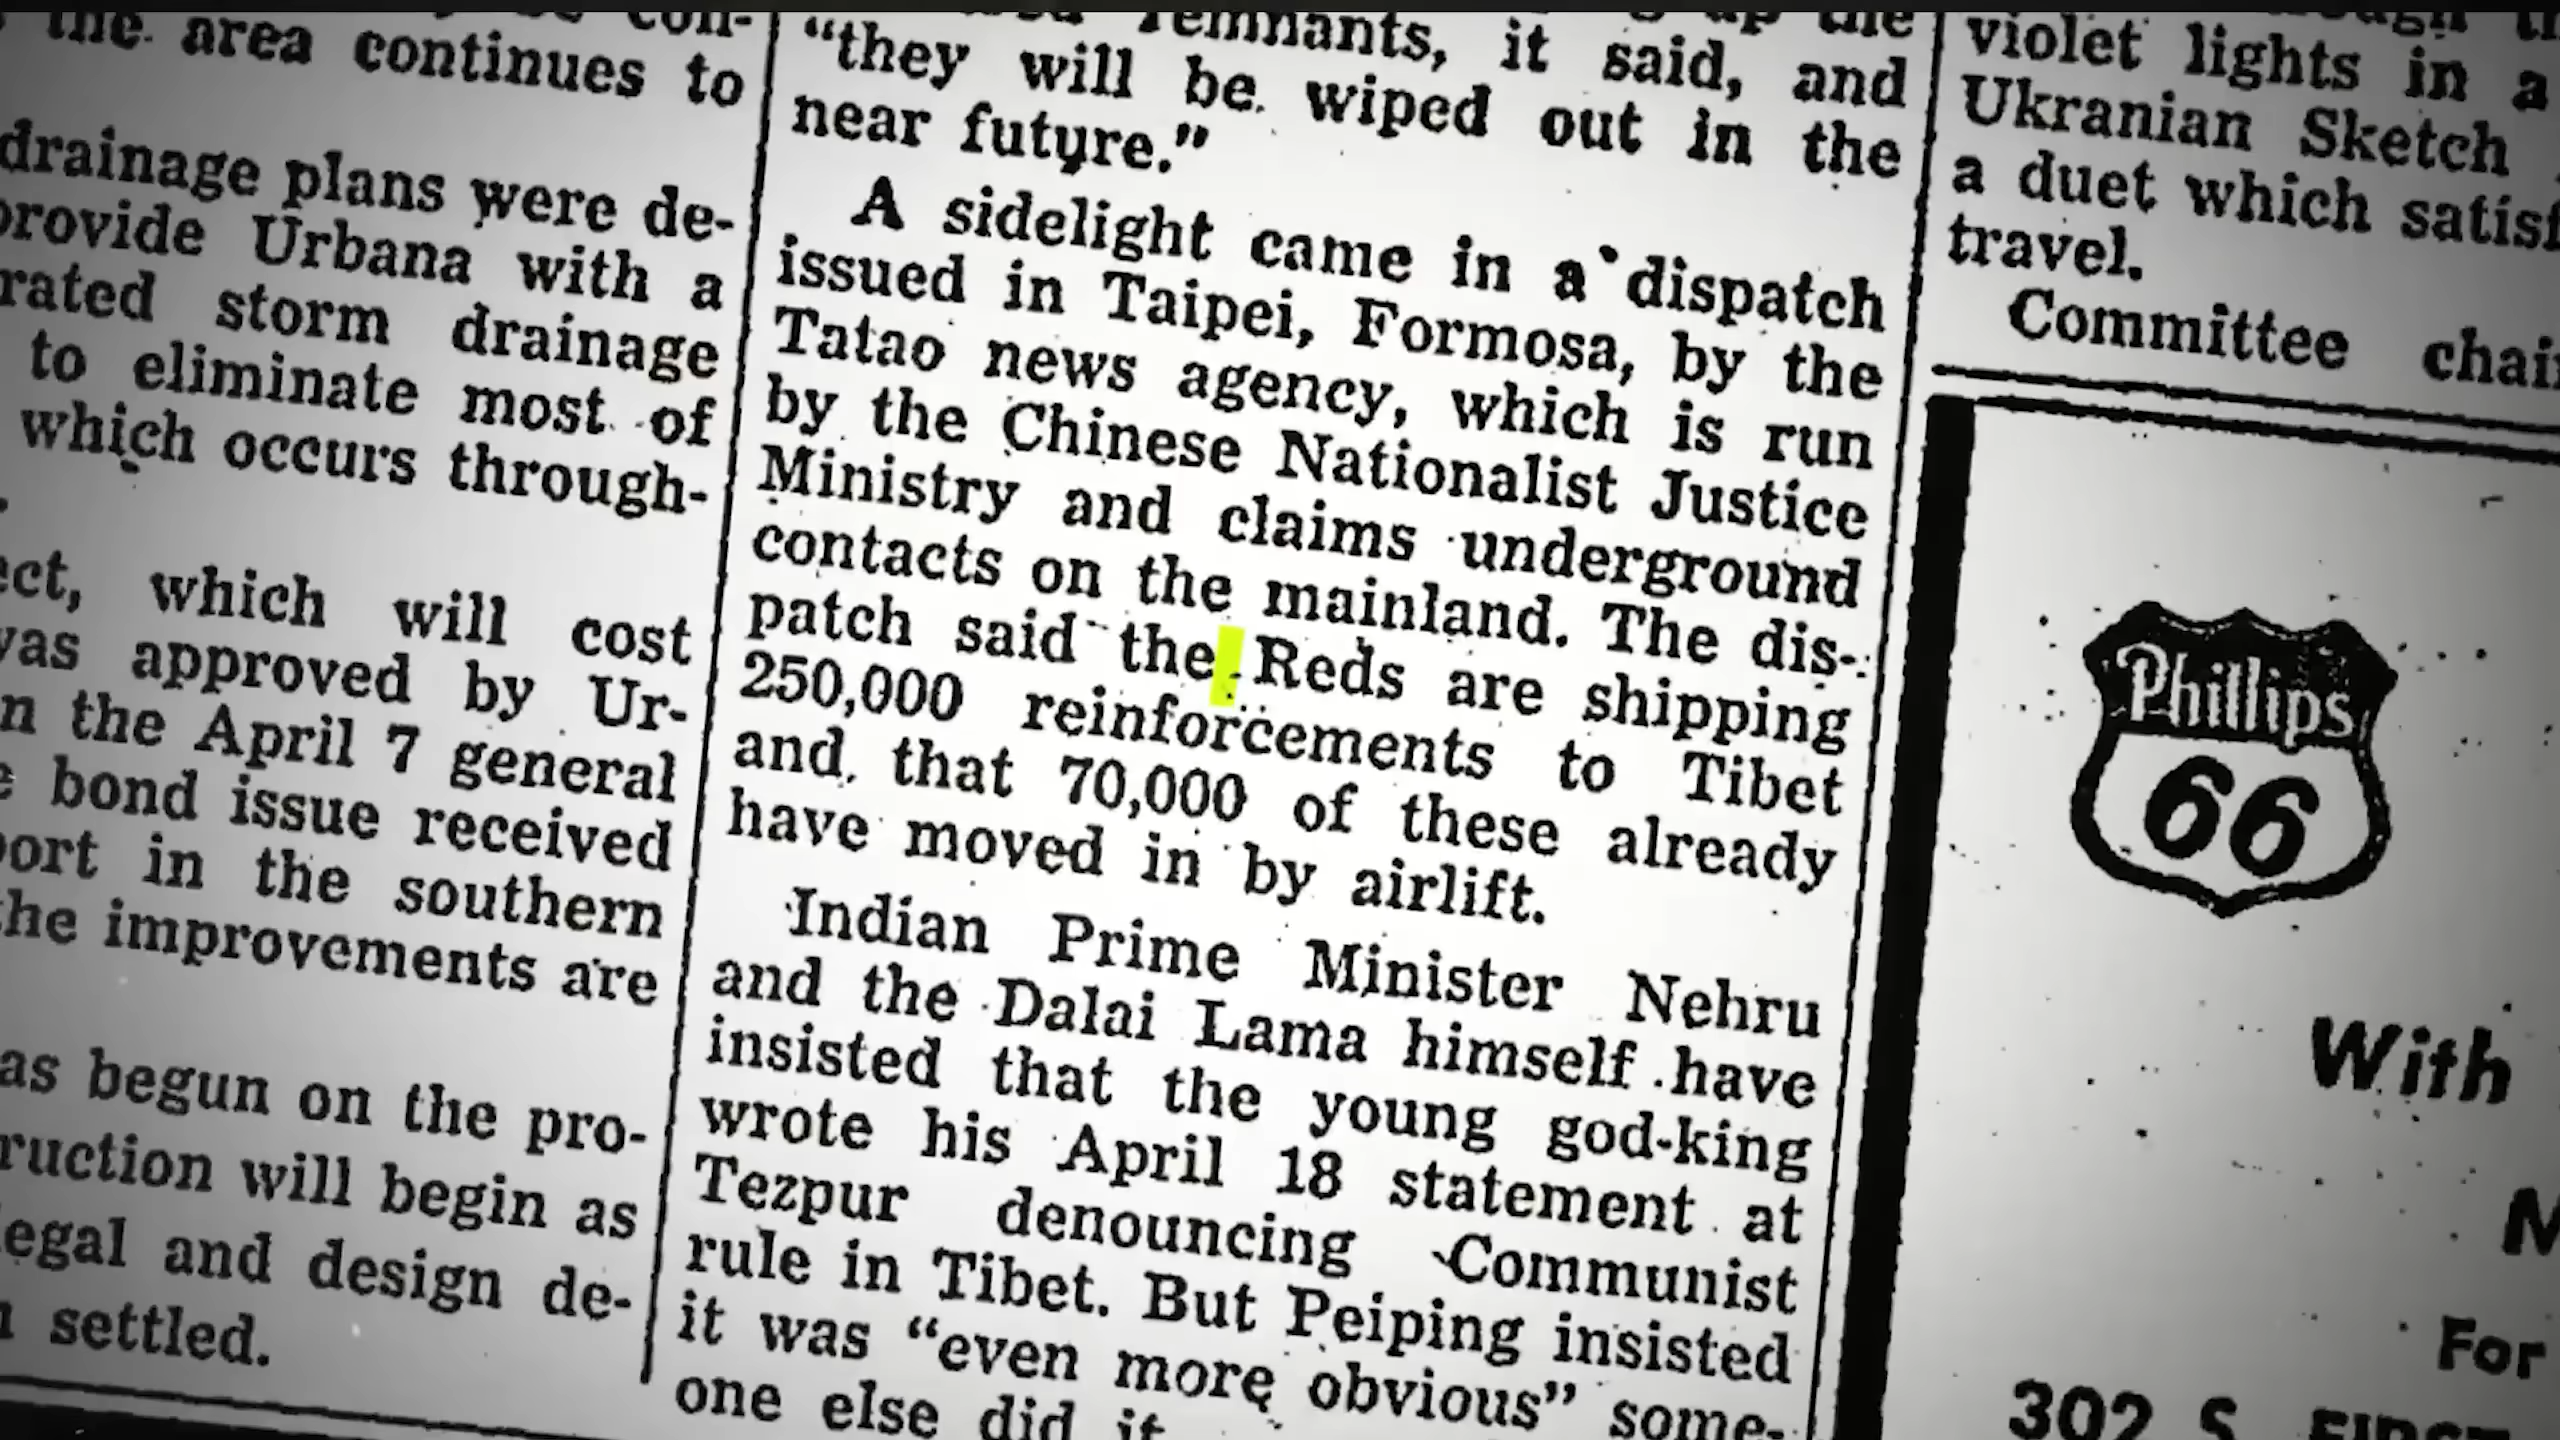 the area continues to
drainage plans were de-
provide Urbana with a
rated storm drainage
to eliminate most of
which occurs through-
which will cost
was approved by Ur-
the April 7 general
bond issue received
in the southern
the improvements are
begun on the pro-
will begin as
legal and design de-
settled.
remnants, it said, and
“they will be wiped out in the
near future.”
A sidelight came in a dispatch
issued in Taipei, Formosa, by the
Tatao news agency, which is run
by the Chinese Nationalist Justice
Ministry and claims underground
contacts on the mainland. The dis-
patch said the Reds are shipping
250,000 reinforcements to Tibet
and that 70,000 of these already
have moved in by airlift.
Indian Prime Minister Nehru
and the Dalai Lama himself have
insisted that the young god-king
wrote his April 18 statement at
Tezpur denouncing Communist
rule in Tibet. But Peiping insisted
it was “even more obvious” some-
one else did it
violet lights in a
Ukranian Sketch
a duet which
travel.
Committee
Phillips
66
With
For
302 S.